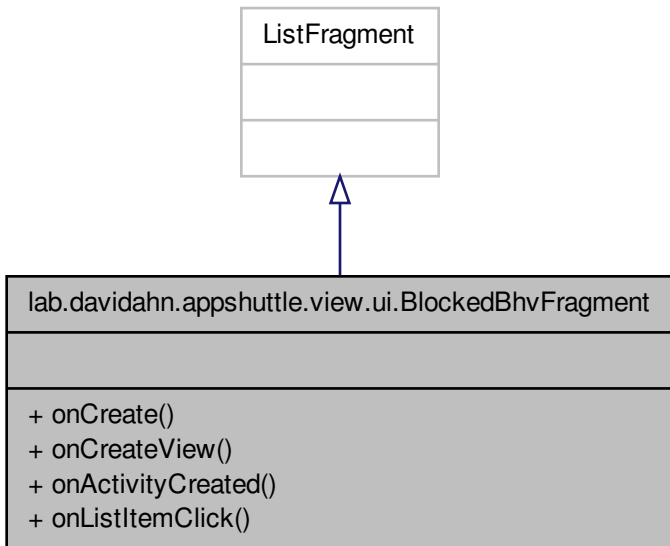 ListFragment
lab.davidahn.appshuttle.view.ui.BlockedBhvFragment
+ onCreate()
+ onCreateView()
+ onActivityCreated()
+ onListItemClick()